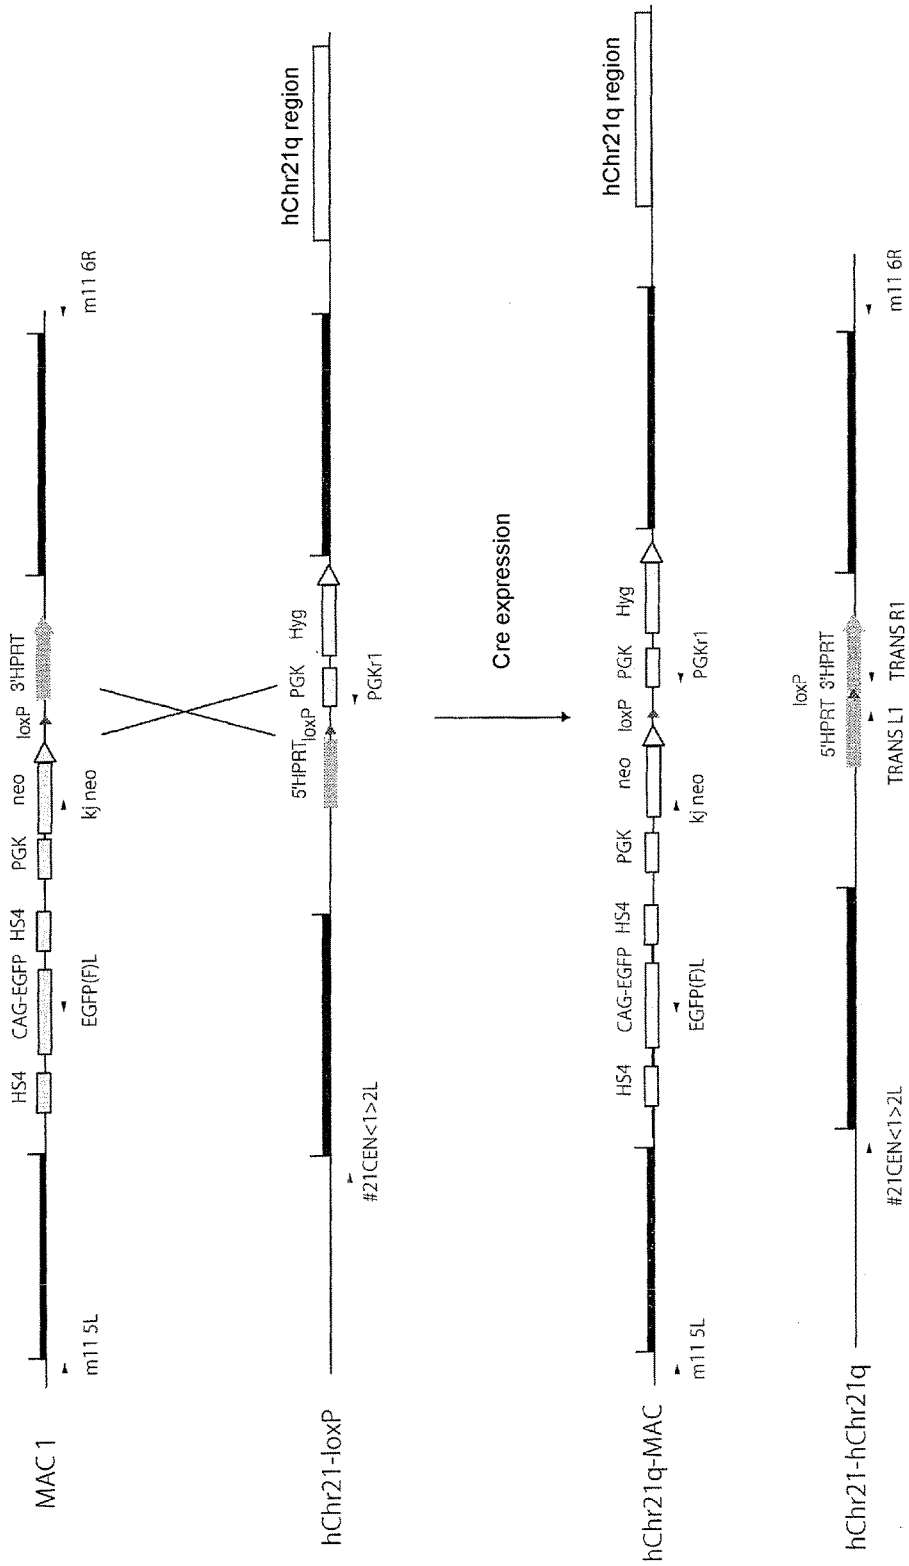 MAC 1
HS4 CAG-EGFP HS4 PGK neo loxP 3'HPRT
m11 5L EGFP(F)L kj neo m11 6R
hChr21-loxP
5'HPRT loxP PGK Hyg hChr21q region
#21CEN<1>2L PGKr1
Cre expression
hChr21q-MAC
HS4 CAG-EGFP HS4 PGK neo loxP PGK Hyg hChr21q region
m11 5L EGFP(F)L kj neo PGKr1
hChr21-hChr21q
loxP
5'HPRT 3'HPRT
#21CEN<1>2L TRANS L1 TRANS R1 m11 6R